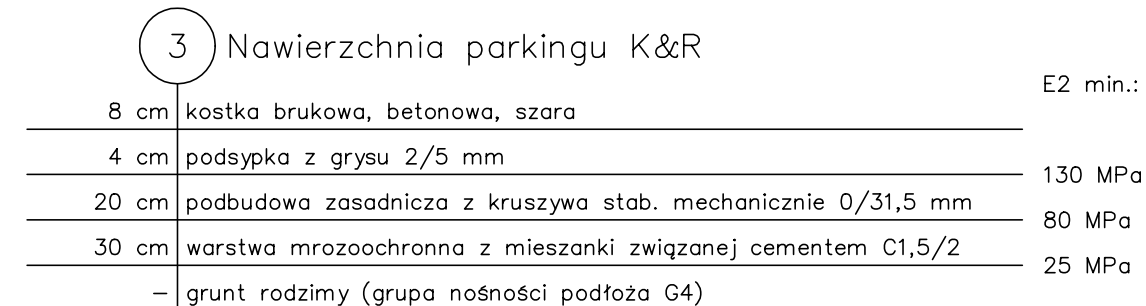 3 Nawierzchnia parkingu K&R
E2 min.:
8 cm kostka brukowa, betonowa, szara
4 cm podsypka z grysu 2/5 mm
130 MPa
20 cm podbudowa zasadnicza z kruszywa stab. mechanicznie 0/31,5 mm
80 MPa
30 cm warstwa mrozoochronna z mieszanki związanej cementem C1,5/2
25 MPa
– grunt rodzimy (grupa nośności podłoża G4)